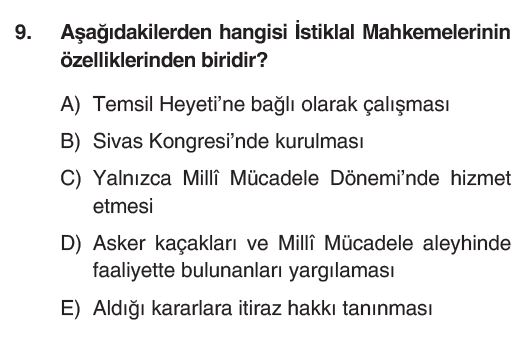 9. Aşağıdakilerden hangisi İstiklal Mahkemelerinin
özelliklerinden biridir?
A) Temsil Heyeti’ne bağlı olarak çalışması
B) Sivas Kongresi’nde kurulması
C) Yalnızca Millî Mücadele Dönemi’nde hizmet
etmesi
D) Asker kaçakları ve Millî Mücadele aleyhinde
faaliyette bulunanları yargılaması
E) Aldığı kararlara itiraz hakkı tanınması